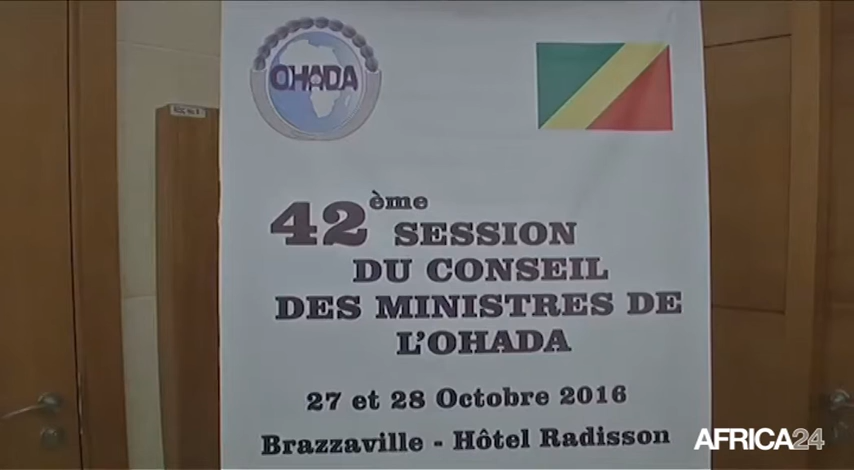 OHADA
42ème SESSION
DU CONSEIL
DES MINISTRES DE
L'OHADA
27 et 28 Octobre 2016
Brazzaville - Hôtel Radisson
AFRICA24